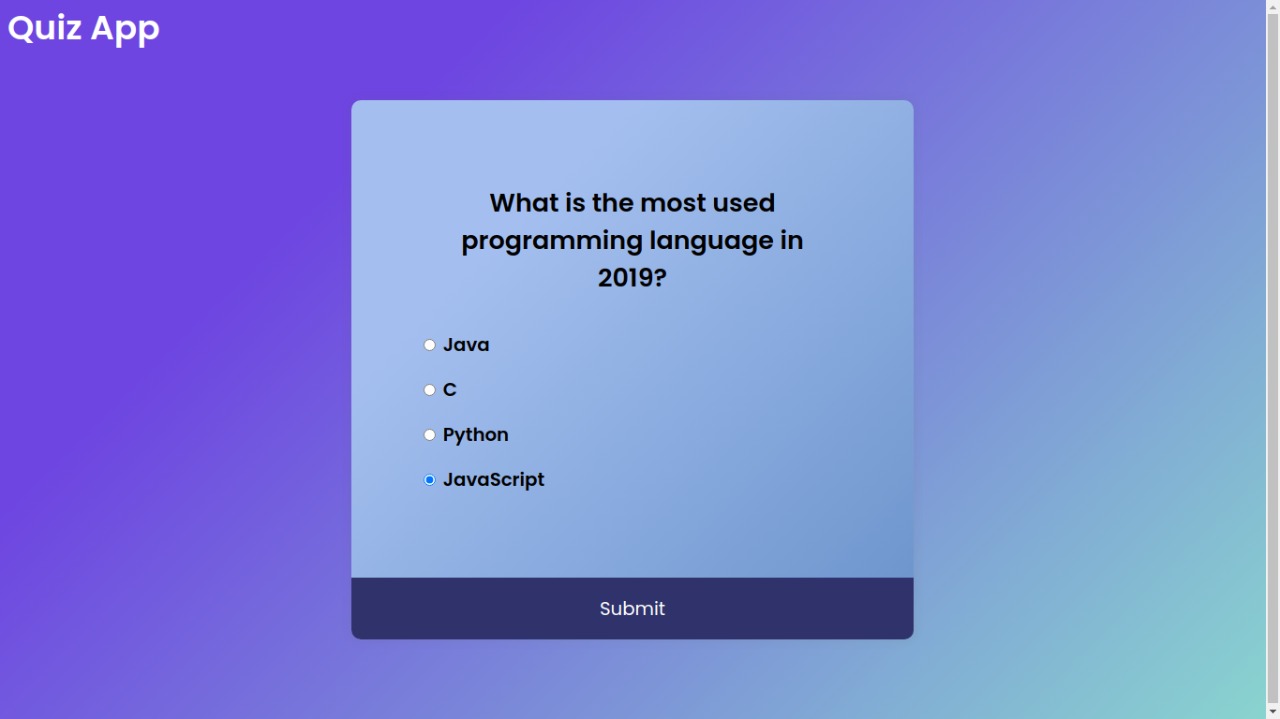 Quiz App
What is the most used
programming language in
2019?
Java
C
Python
JavaScript
Submit